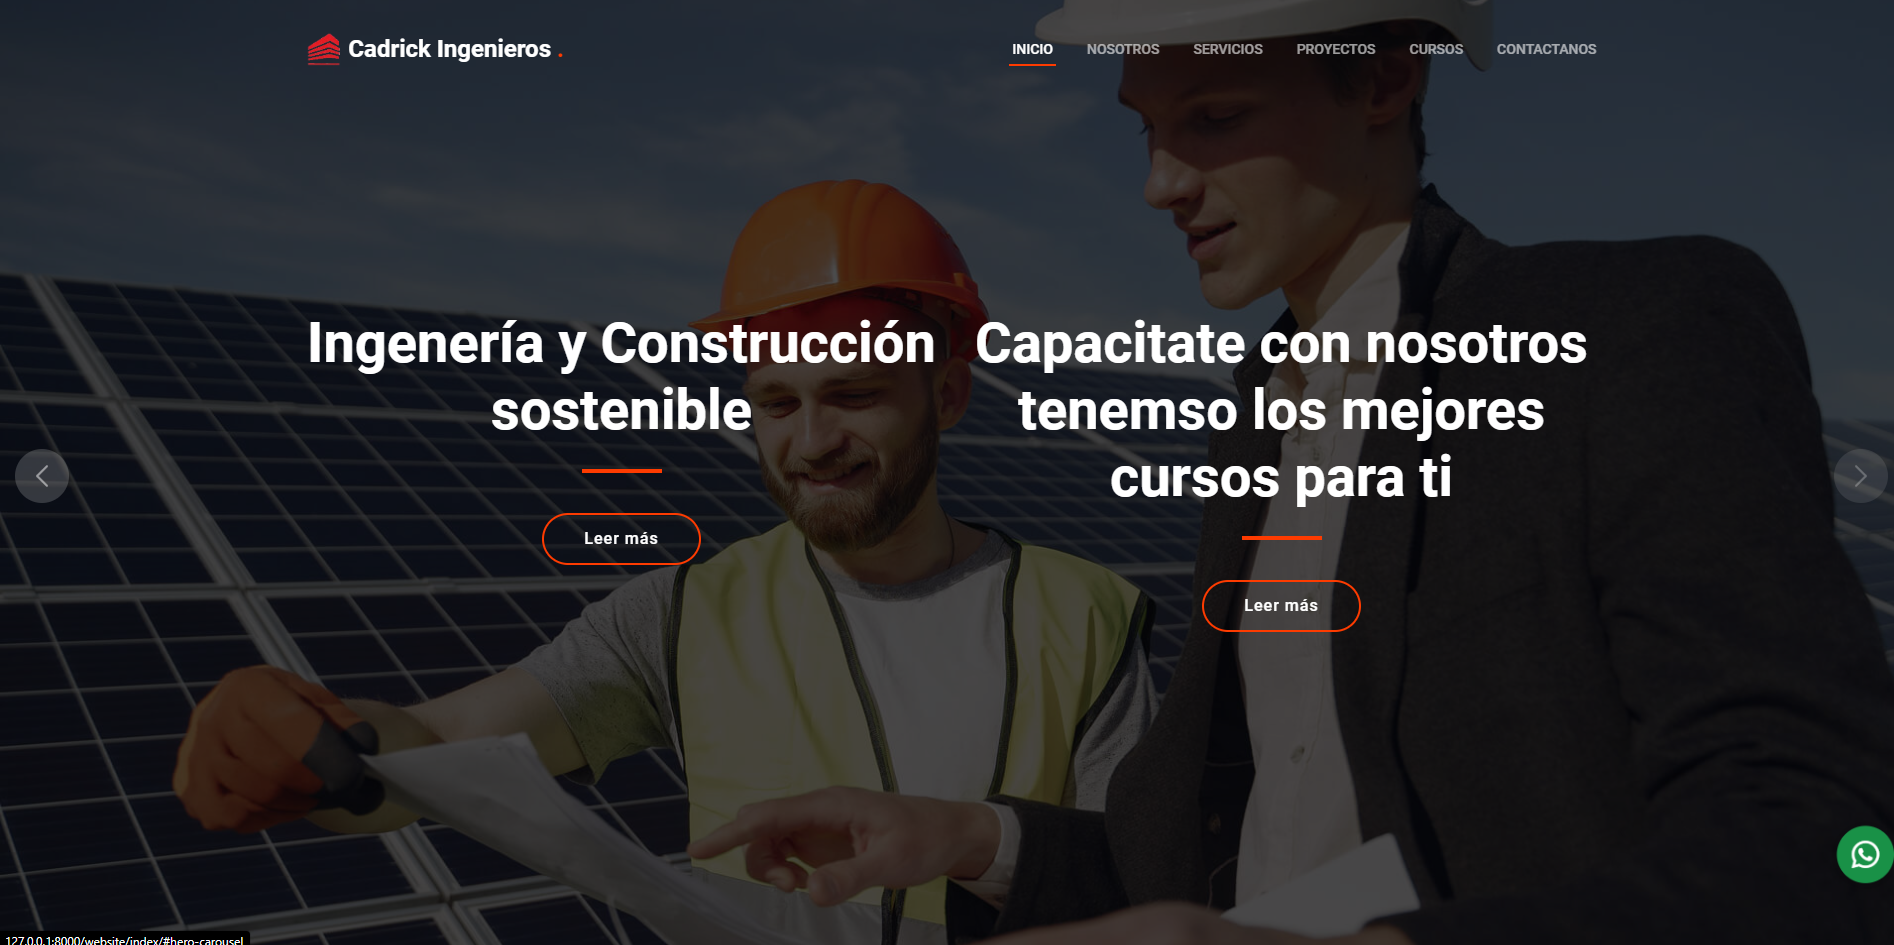 Cadrick Ingenieros .
INICIO NOSOTROS SERVICIOS PROYECTOS CURSOS CONTACTANOS
Ingenería y Construcción
sostenible
Leer más
Capacitate con nosotros
tenemso los mejores
cursos para ti
Leer más
127.0.0.1:8000/website/index/#hero-carousel